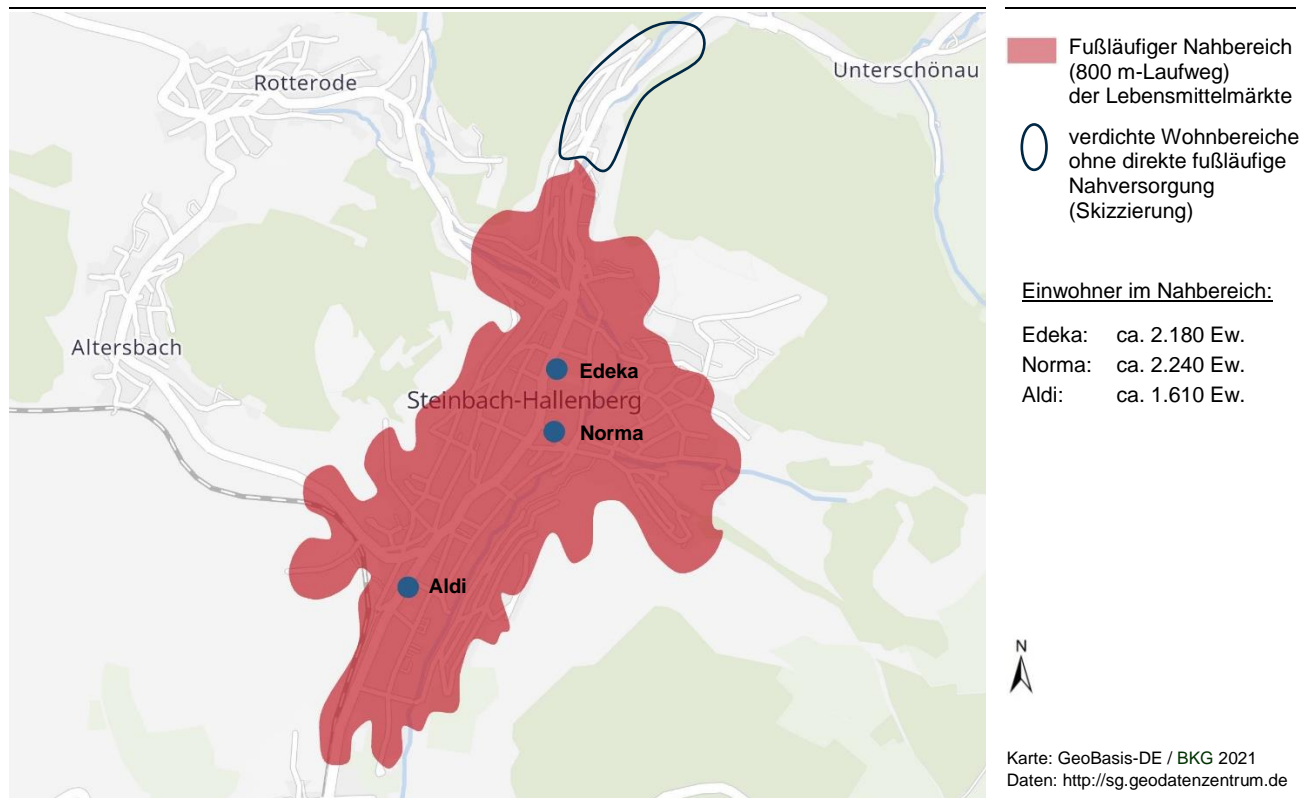 Rotterode
Unterschönau
Altersbach
Edeka
Steinbach-Hallenberg
Norma
Aldi
Fußläufiger Nahbereich
(800 m-Laufweg)
der Lebensmittelmärkte
verdichte Wohnbereiche
ohne direkte fußläufige
Nahversorgung
(Skizzierung)
Einwohner im Nahbereich:
Edeka: ca. 2.180 Ew.
Norma: ca. 2.240 Ew.
Aldi: ca. 1.610 Ew.
N
Karte: GeoBasis-DE / BKG 2021
Daten: http://sg.geodatenzentrum.de